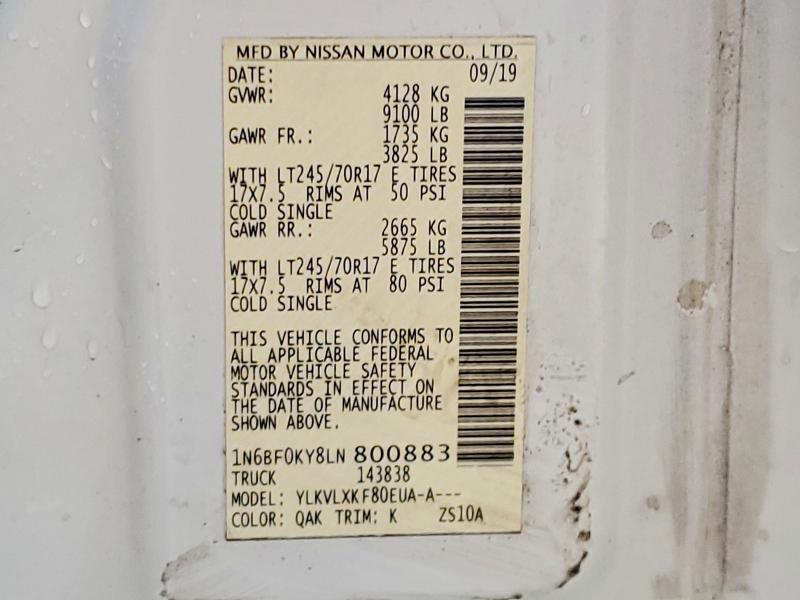 MFD BY NISSAN MOTOR CO., LTD.
DATE: 09/19
GVWR: 4128 KG
9100 LB
GAWR FR.: 1735 KG
3825 LB
WITH LT245/70R17 E TIRES
17X7.5 RIMS AT 50 PSI
COLD SINGLE
GAWR RR.: 2665 KG
5875 LB
WITH LT245/70R17 E TIRES
17X7.5 RIMS AT 80 PSI
COLD SINGLE
THIS VEHICLE CONFORMS TO
ALL APPLICABLE FEDERAL
MOTOR VEHICLE SAFETY
STANDARDS IN EFFECT ON
THE DATE OF MANUFACTURE
SHOWN ABOVE.
1N6BF0KY8LN 800883
TRUCK 143838
MODEL: YLKVLXKF80EUA-A---
COLOR: QAK TRIM: K ZS10A